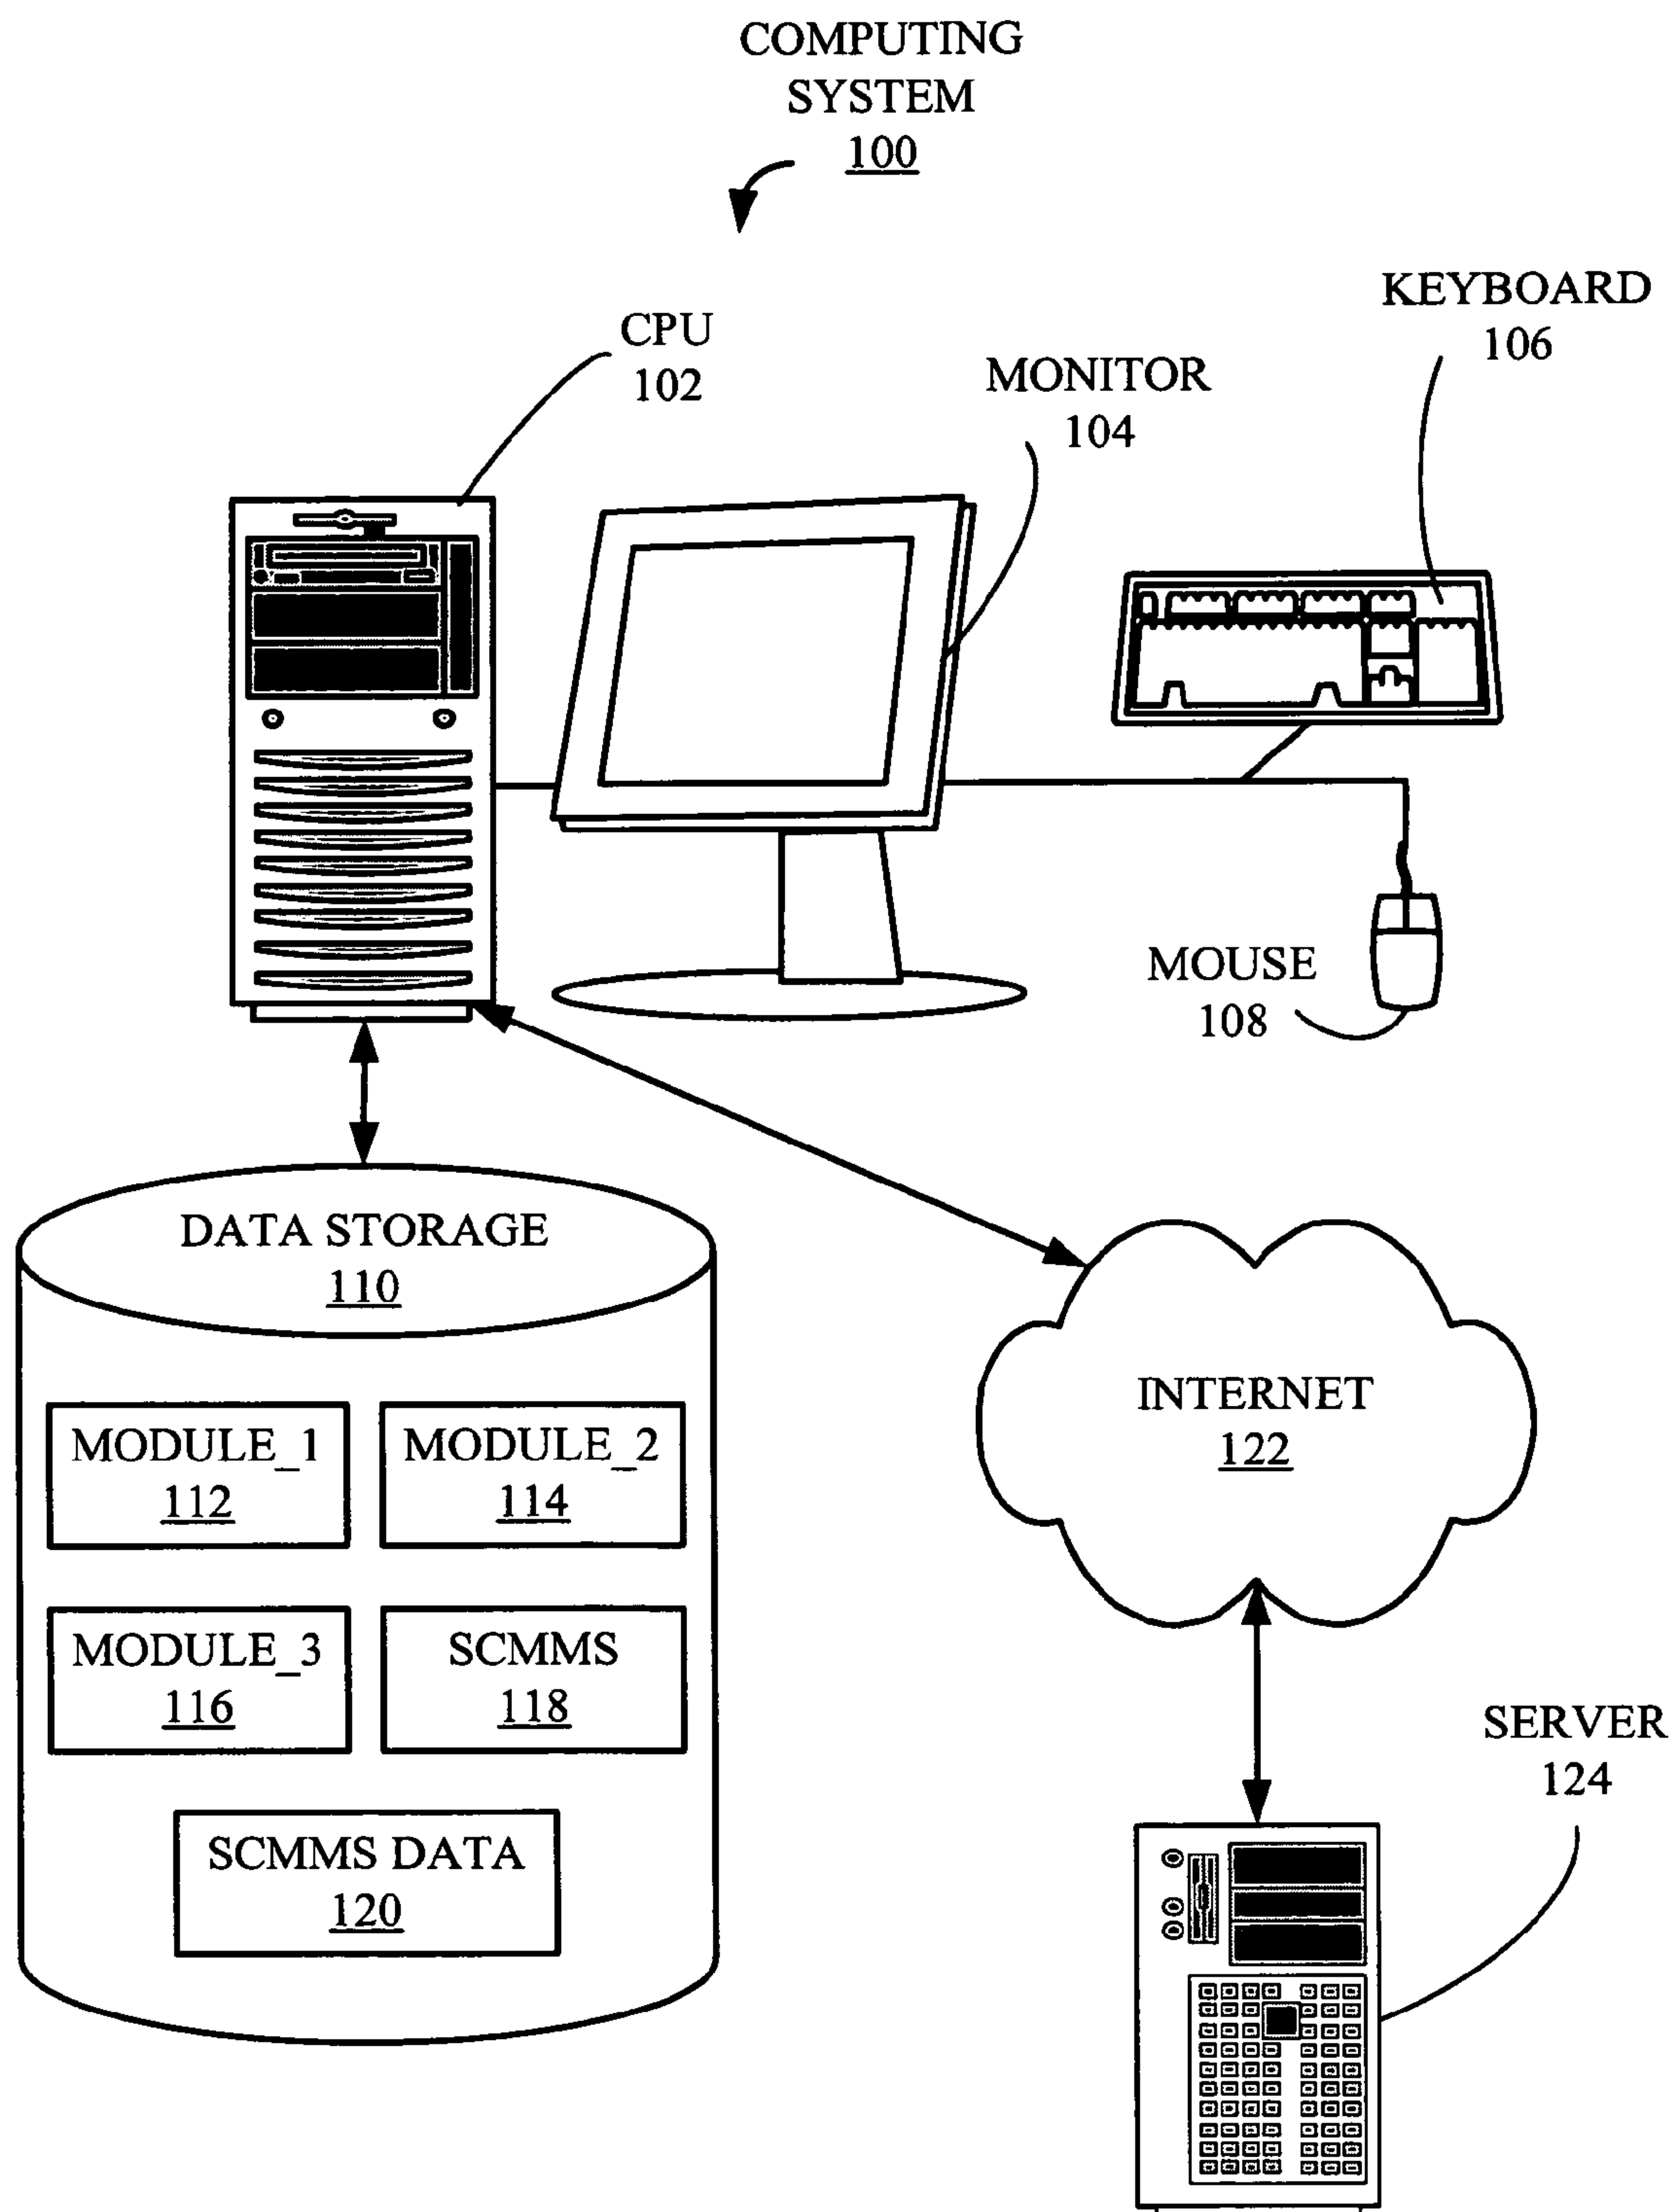 COMPUTING
SYSTEM
100
KEYBOARD
106
CPU
102
MONITOR
104
MOUSE
108
DATA STORAGE
110
INTERNET
122
MODULE_1
112
MODULE_2
114
MODULE_3
116
SCMMS
118
SERVER
124
SCMMS DATA
120